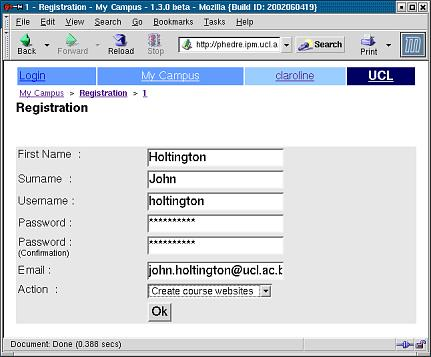 1 - Registration - My Campus - 1.3.0 beta - Mozilla {Build ID: 2002060419}
File Edit View Search Go Bookmarks Tasks Help
Back Forward Reload Stop http://phedre.ipm.ucl.a Search Print
Login My Campus claroline UCL
My Campus > Registration > 1
Registration
First Name : Holtington
Surname : John
Username : holtington
Password : **********
Password : **********
(Confirmation)
Email : john.holtington@ucl.ac.b
Action : Create course websites
Ok
Document: Done (0.388 secs)